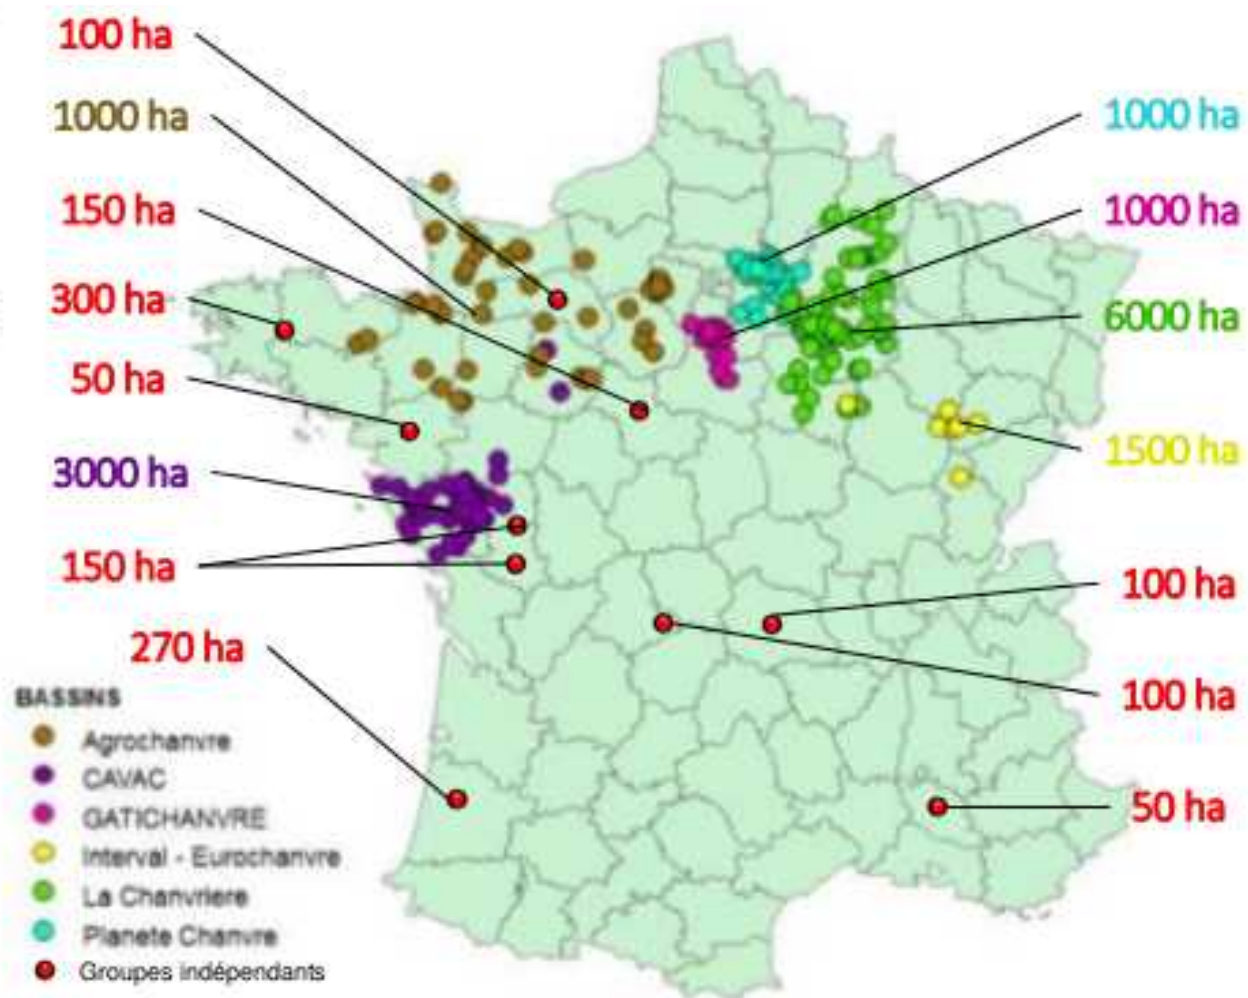 100 ha
1000 ha
150 ha
300 ha
50 ha
3000 ha
150 ha
270 ha
1000 ha
1000 ha
6000 ha
1500 ha
100 ha
100 ha
50 ha
BASSINS
Agrochanvre
CAVAC
GATICHANVRE
Interval - Eurochanvre
La Chanvriere
Planete Chanvre
Groupes indépendants